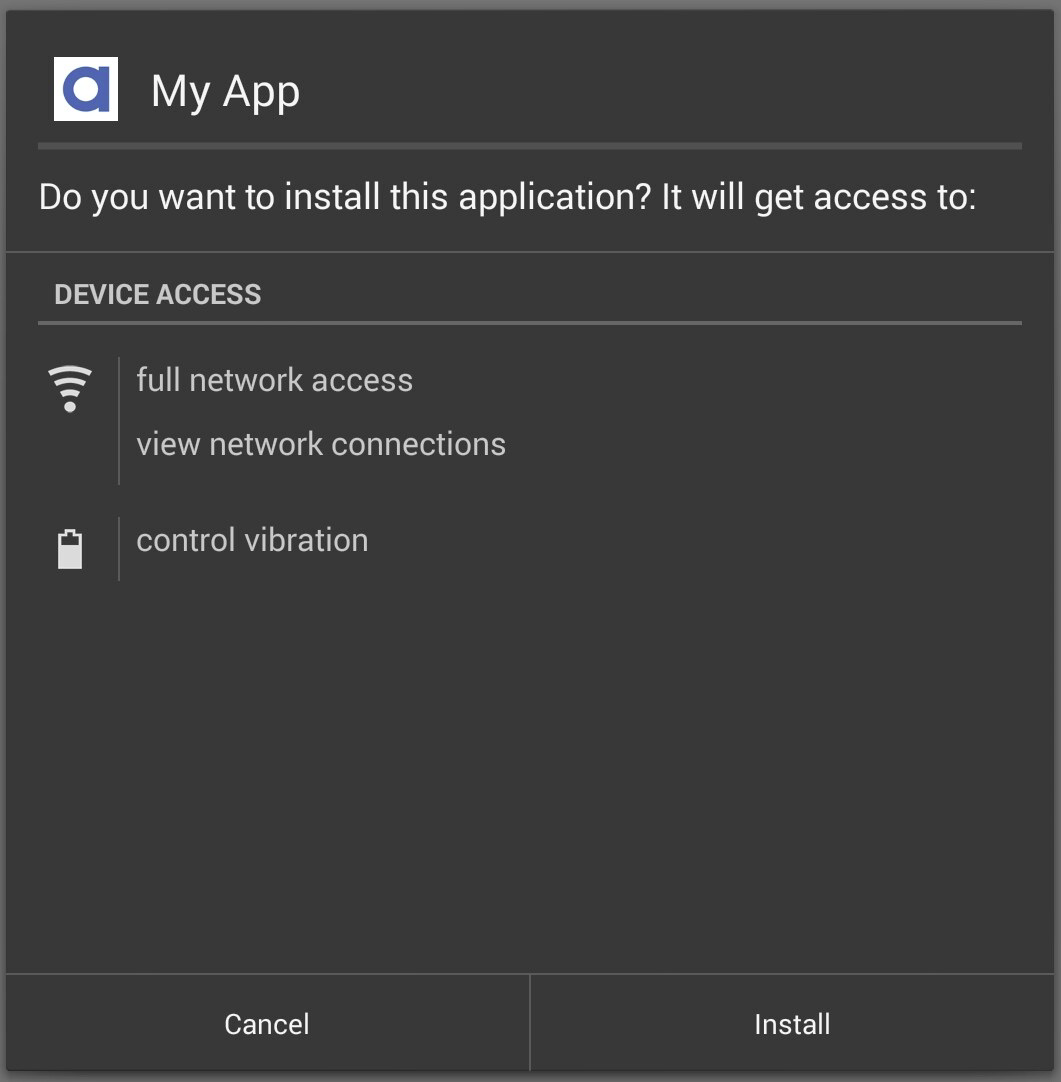 My App
Do you want to install this application? It will get access to:
DEVICE ACCESS
full network access
view network connections
control vibration
Cancel
Install